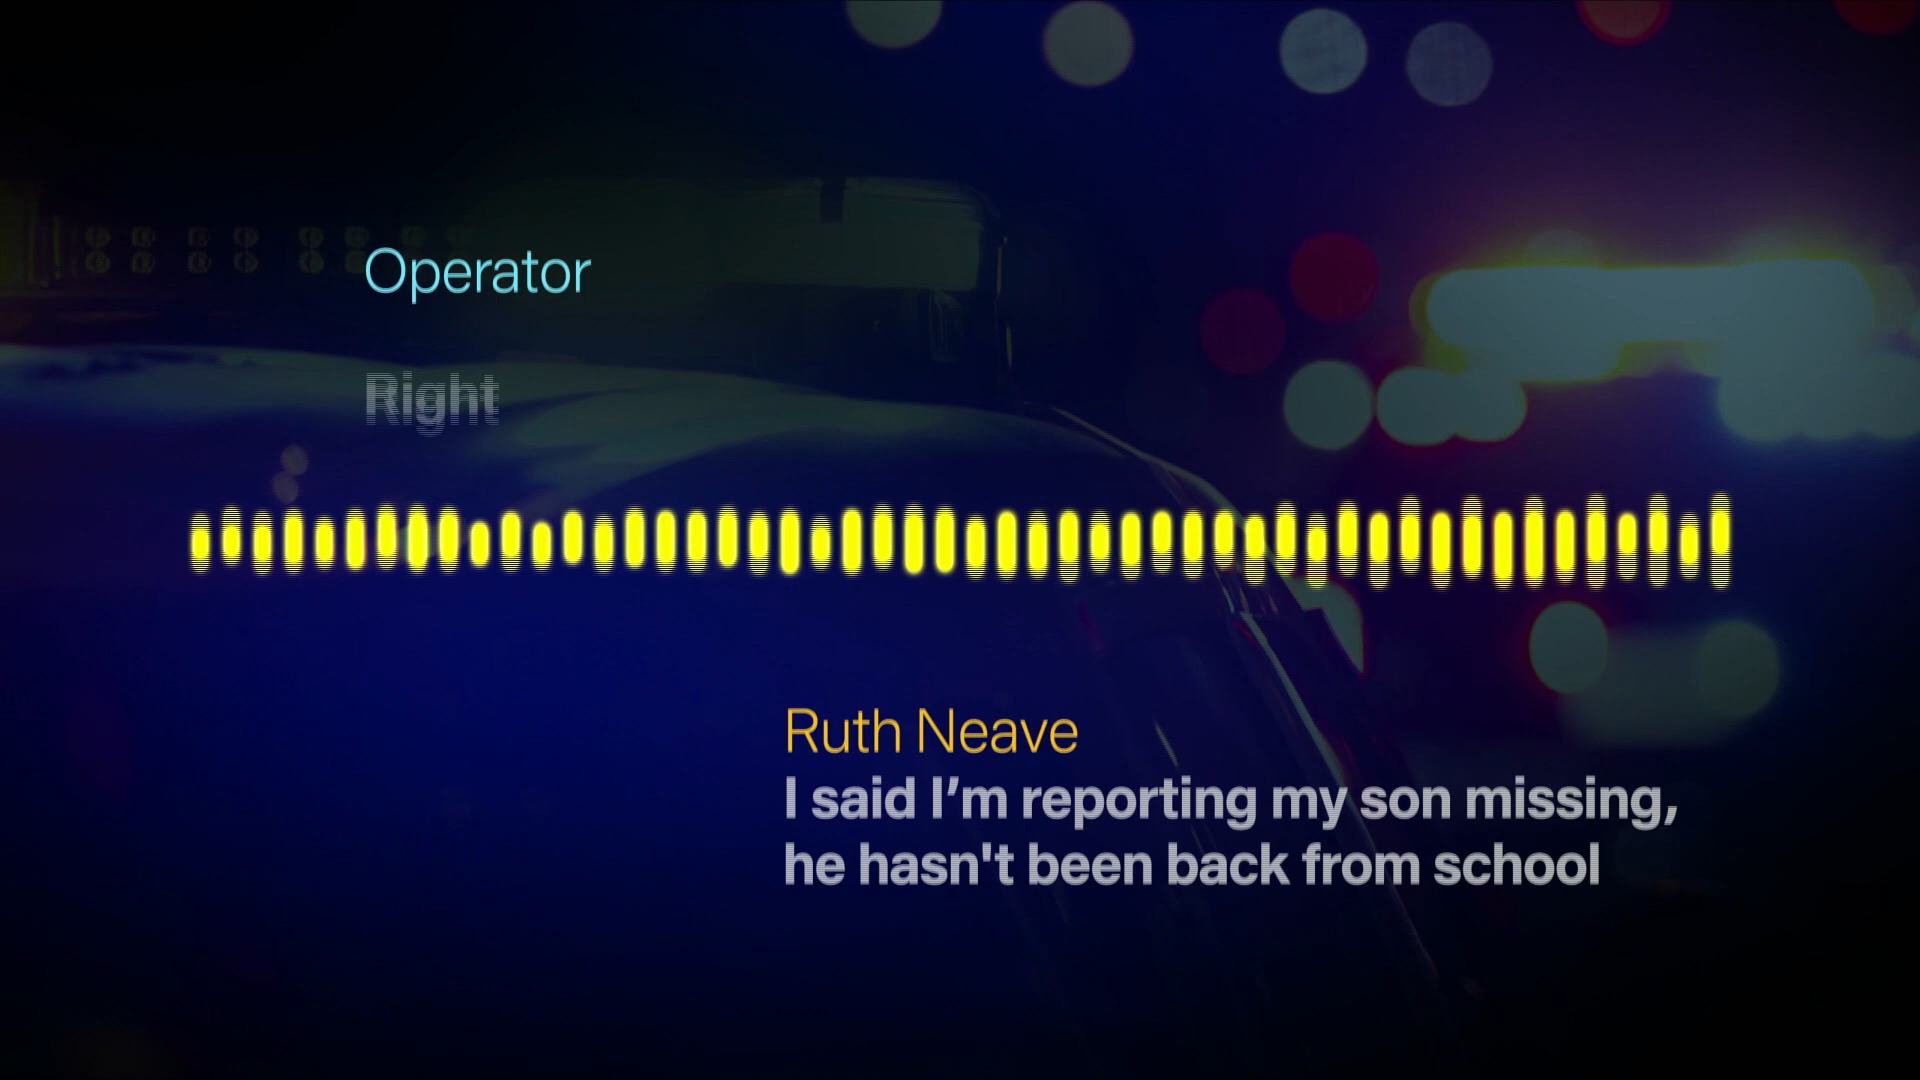 Operator
Right
Ruth Neave
I said I’m reporting my son missing,
he hasn't been back from school